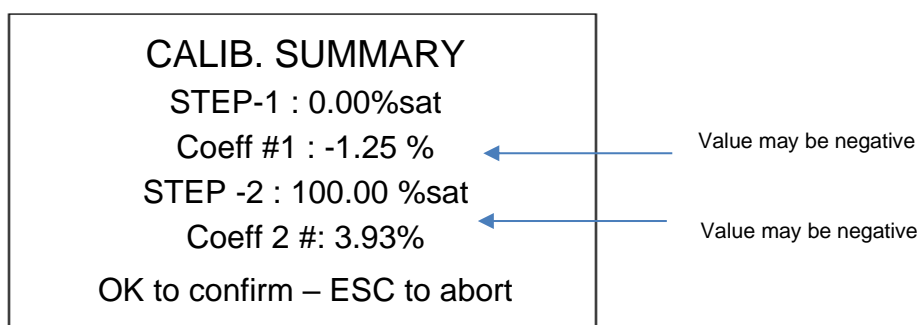 CALIB. SUMMARY
STEP-1 : 0.00%sat
Coeff #1 : -1.25 %
Value may be negative
STEP -2 : 100.00 %sat
Coeff 2 #: 3.93%
Value may be negative
OK to confirm – ESC to abort